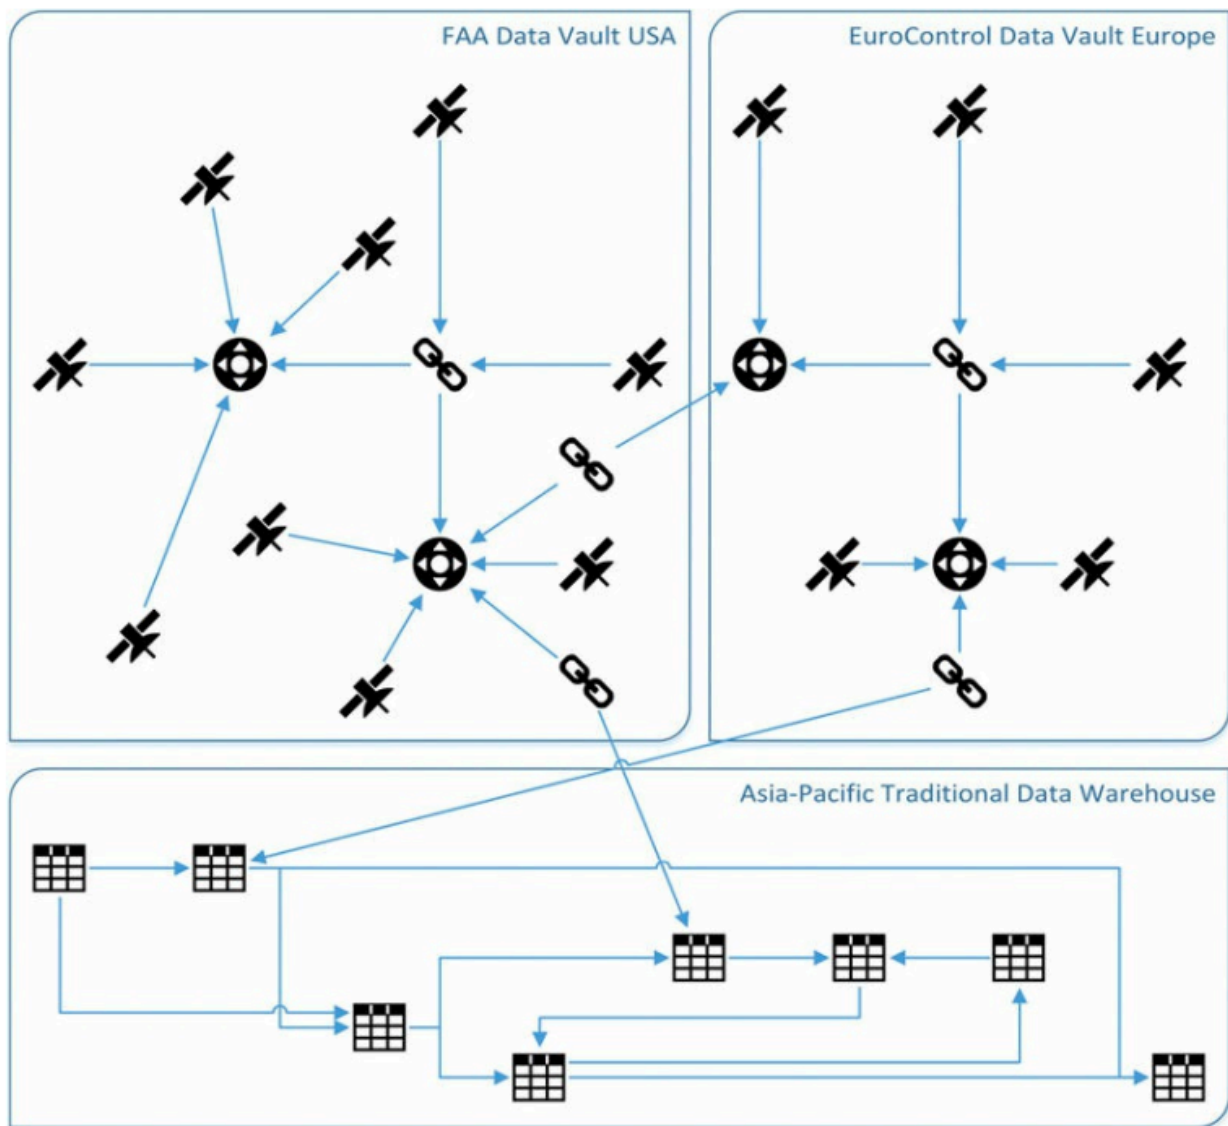 FAA Data Vault USA
EuroControl Data Vault Europe
Asia-Pacific Traditional Data Warehouse